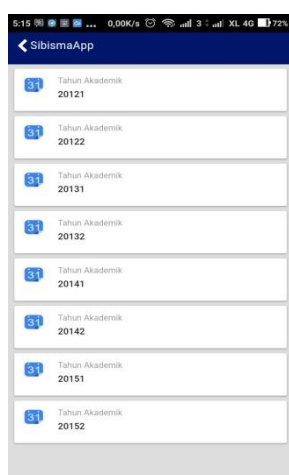 5:15 ... 0,00K/s 3 XL 4G 72%
SibismaApp
31 Tahun Akademik
20121
31 Tahun Akademik
20122
31 Tahun Akademik
20131
31 Tahun Akademik
20132
31 Tahun Akademik
20141
31 Tahun Akademik
20142
31 Tahun Akademik
20151
31 Tahun Akademik
20152